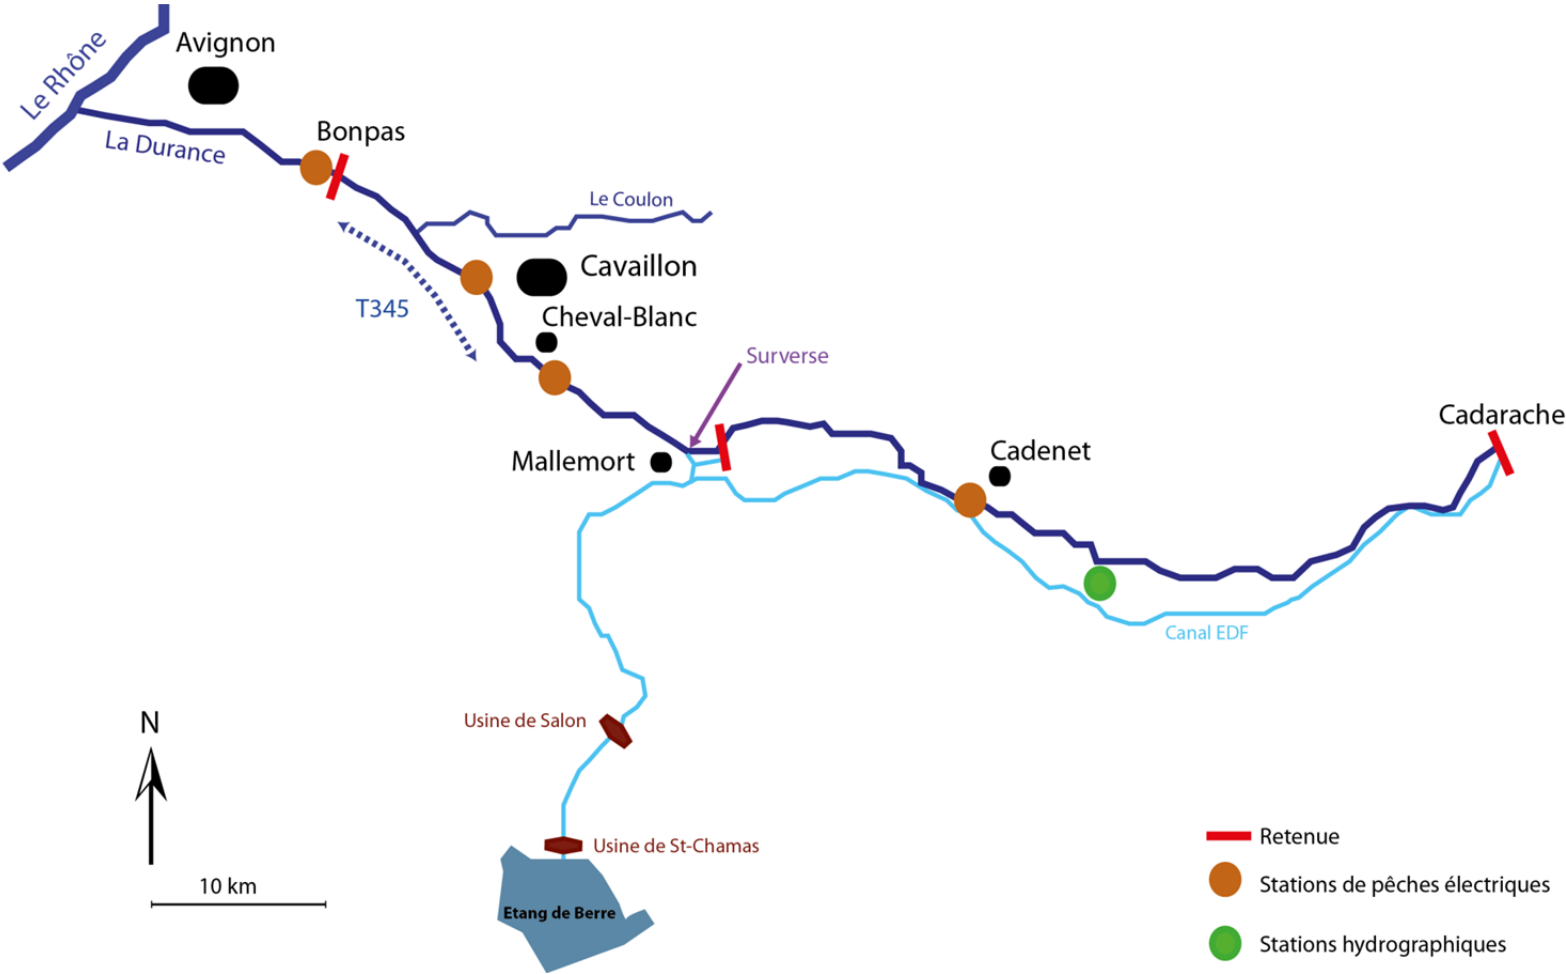 Avignon
Le Rhône
Bonpas
La Durance
Le Coulon
Cavaillon
T345
Cheval-Blanc
Surverse
Cadarache
Mallemort
Cadenet
Canal EDF
N
Usine de Salon
Usine de St-Chamas
10 km
Etang de Berre
Retenue
Stations de pêches électriques
Stations hydrographiques